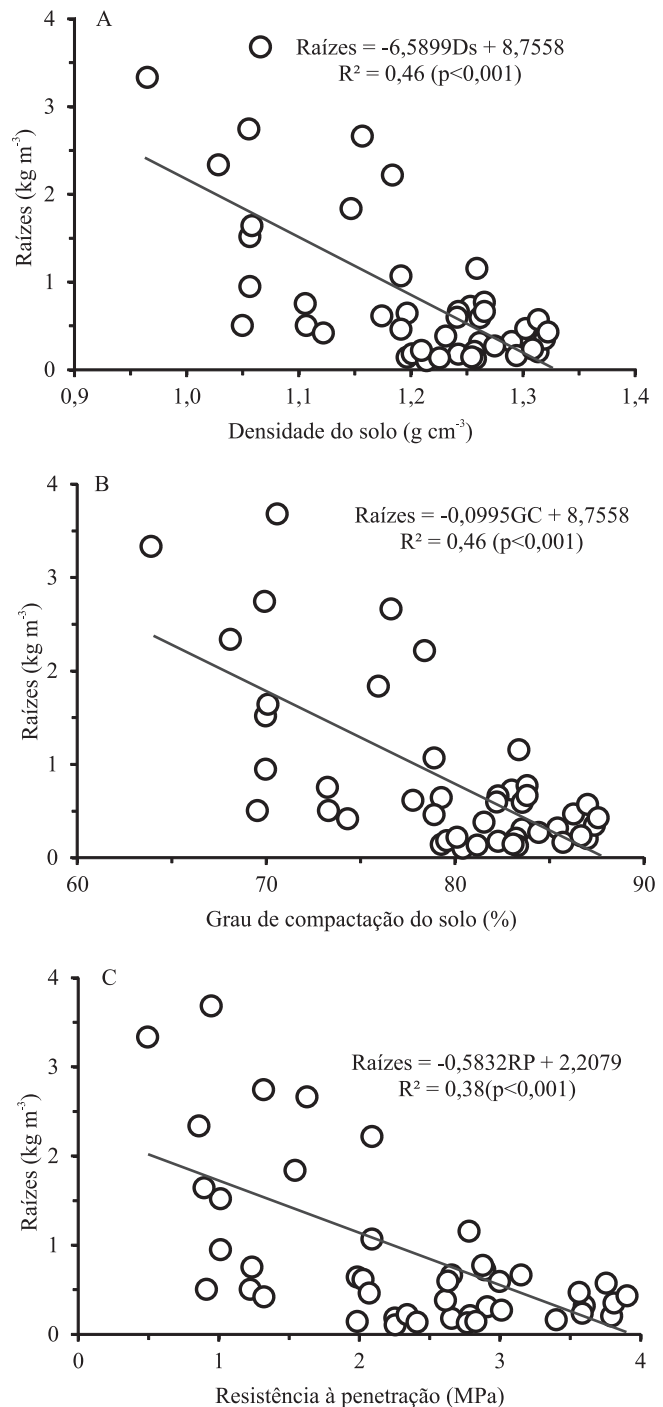 A
Raízes = -6,5899Ds + 8,7558
R² = 0,46 (p<0,001)
Raízes (kg m⁻³)
4
3
2
1
0
0,9 1,0 1,1 1,2 1,3 1,4
Densidade do solo (g cm⁻³)
B
Raízes = -0,0995GC + 8,7558
R² = 0,46 (p<0,001)
Raízes (kg m⁻³)
4
3
2
1
0
60 70 80 90
Grau de compactação do solo (%)
C
Raízes = -0,5832RP + 2,2079
R² = 0,38(p<0,001)
Raízes (kg m⁻³)
4
3
2
1
0
0 1 2 3 4
Resistência à penetração (MPa)